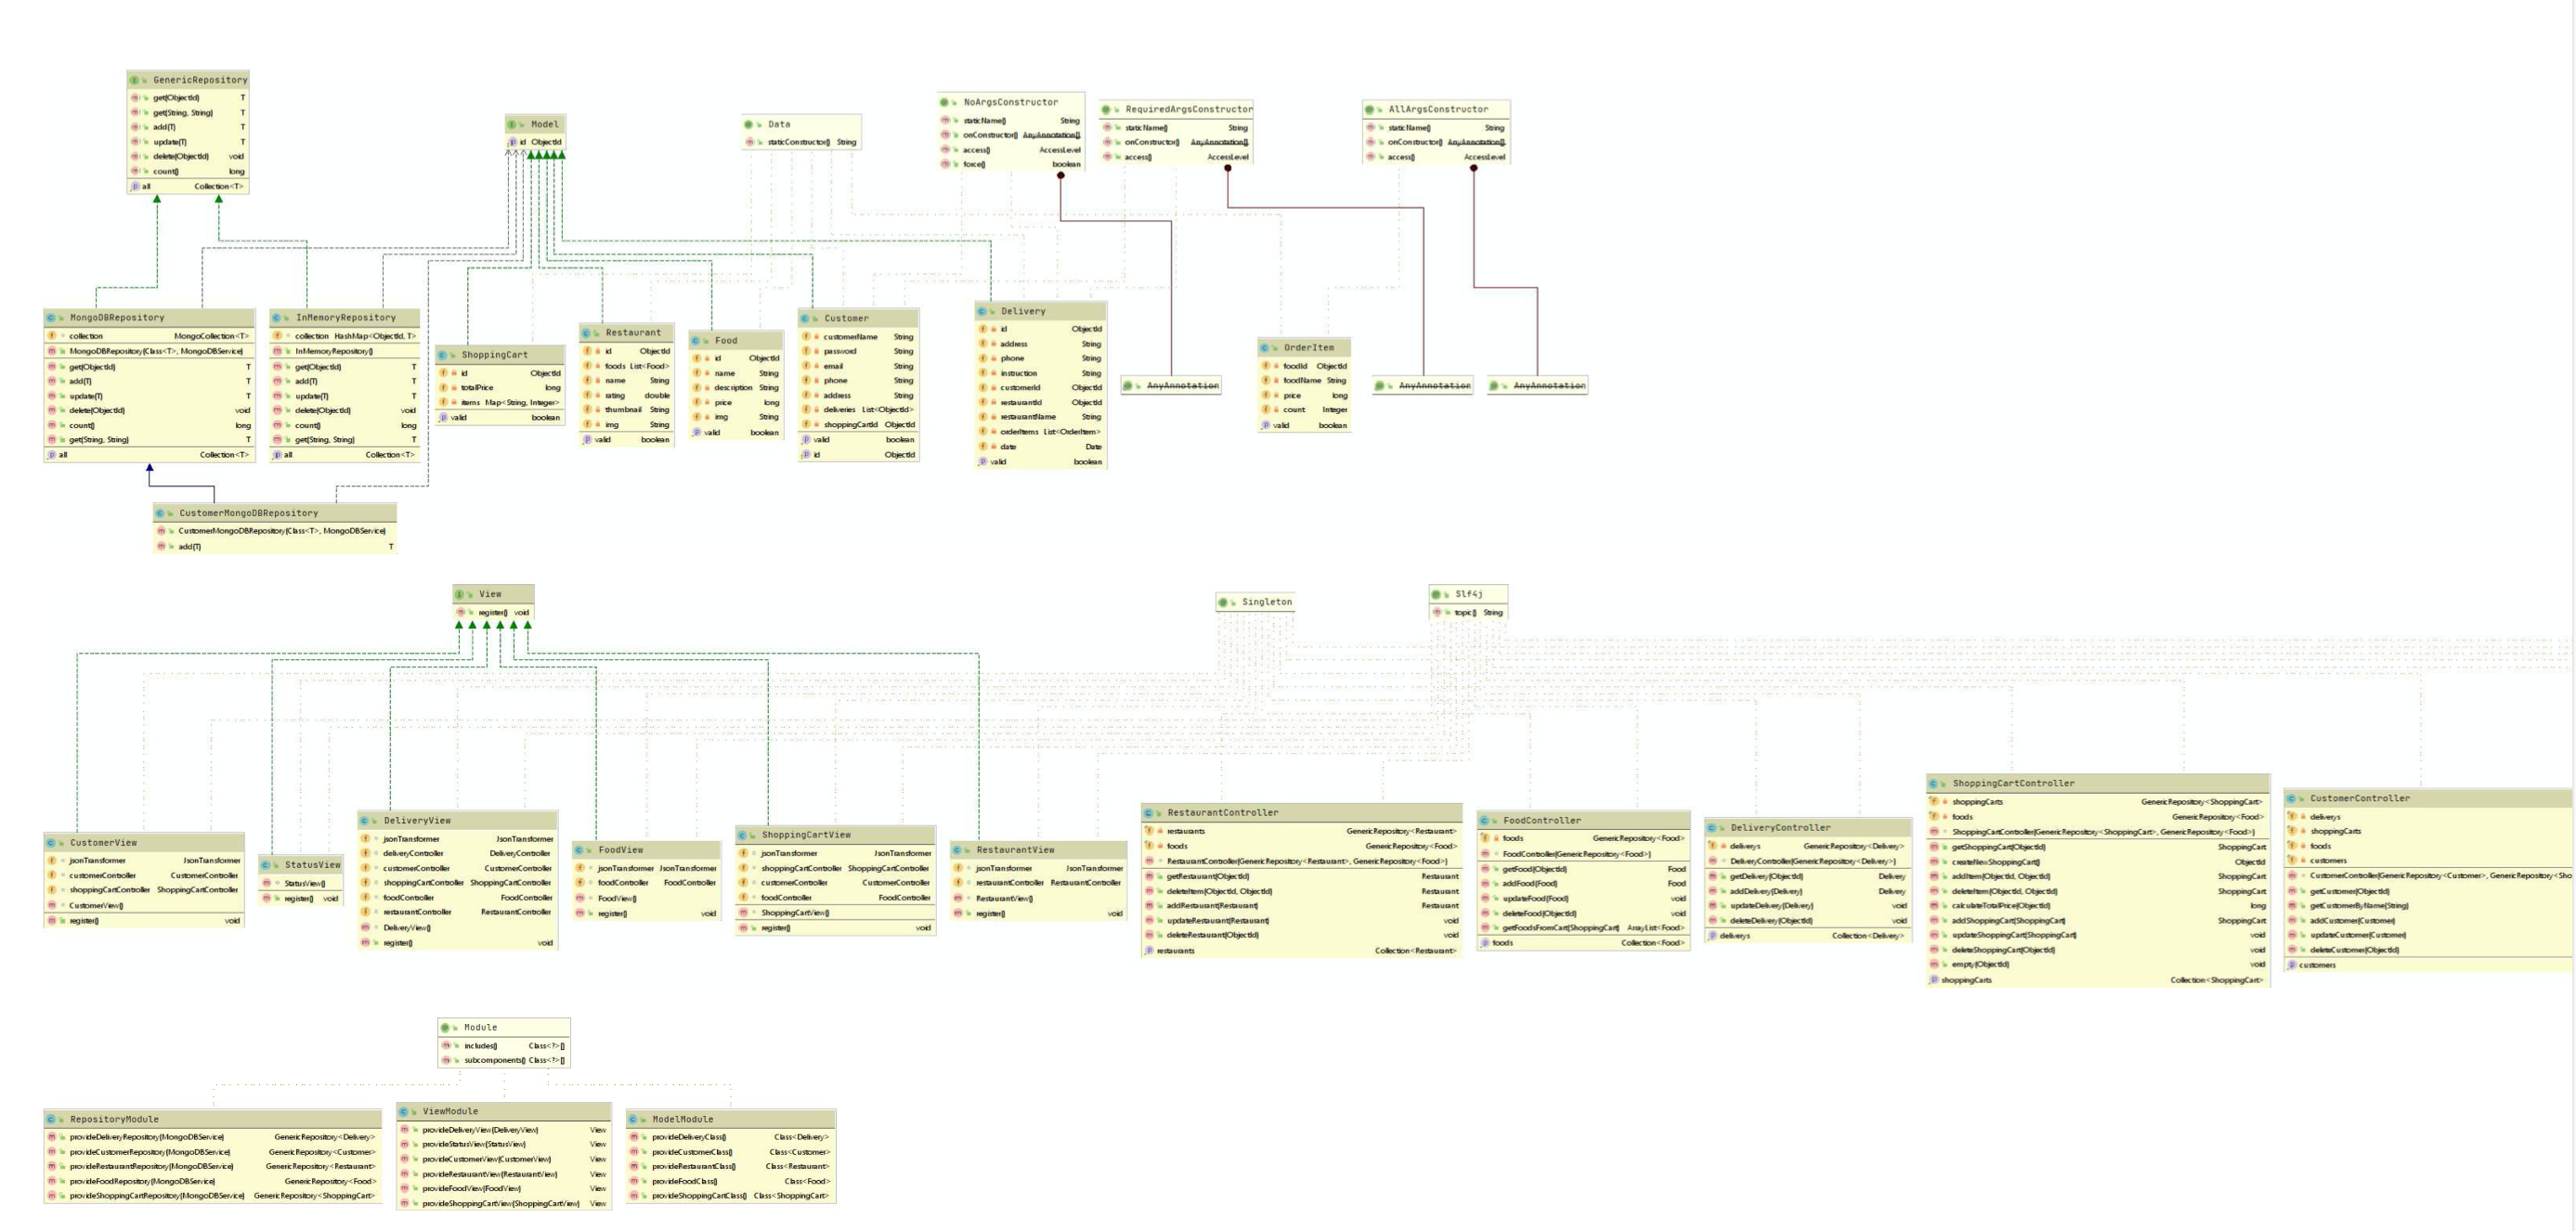 GenericRepository
get(ObjectId) T
get(String, String) T
add(T) T
update(T) T
delete(ObjectId) void
count() long
all Collection<T>
Model
id ObjectId
Data
staticConstructor() String
NoArgsConstructor
staticName() String
onConstructor() AnyAnnotation[]
access() AccessLevel
force() boolean
RequiredArgsConstructor
staticName() String
onConstructor() AnyAnnotation[]
access() AccessLevel
AllArgsConstructor
staticName() String
onConstructor() AnyAnnotation[]
access() AccessLevel
MongoDBRepository
collection MongoCollection<T>
MongoDBRepository(Class<T>, MongoDBService)
get(ObjectId) T
add(T) T
update(T) T
delete(ObjectId) void
count() long
get(String, String) T
all Collection<T>
InMemoryRepository
collection HashMap<ObjectId, T>
InMemoryRepository()
get(ObjectId) T
add(T) T
update(T) T
delete(ObjectId) void
count() long
get(String, String) T
all Collection<T>
ShoppingCart
id ObjectId
totalPrice long
items Map<String, Integer>
valid boolean
Restaurant
id ObjectId
foods List<Food>
name String
rating double
thumbnail String
img String
valid boolean
Food
id ObjectId
name String
description String
price long
img String
valid boolean
Customer
customerName String
password String
email String
phone String
address String
deliveries List<ObjectId>
shoppingCartId ObjectId
valid boolean
id ObjectId
Delivery
id ObjectId
address String
phone String
instruction String
customerId ObjectId
restaurantId ObjectId
restaurantName String
orderItems List<OrderItem>
date Date
valid boolean
AnyAnnotation
OrderItem
foodId ObjectId
foodName String
price long
count Integer
valid boolean
AnyAnnotation
AnyAnnotation
CustomerMongoDBRepository
CustomerMongoDBRepository(Class<T>, MongoDBService)
add(T) T
View
register() void
Singleton
Slf4j
topic() String
CustomerView
jsonTransformer JsonTransformer
customerController CustomerController
shoppingCartController ShoppingCartController
CustomerView()
register() void
StatusView
StatusView()
register() void
DeliveryView
jsonTransformer JsonTransformer
deliveryController DeliveryController
customerController CustomerController
shoppingCartController ShoppingCartController
foodController FoodController
restaurantController RestaurantController
DeliveryView()
register() void
FoodView
jsonTransformer JsonTransformer
foodController FoodController
FoodView()
register() void
ShoppingCartView
jsonTransformer JsonTransformer
shoppingCartController ShoppingCartController
customerController CustomerController
foodController FoodController
ShoppingCartView()
register() void
RestaurantView
jsonTransformer JsonTransformer
restaurantController RestaurantController
RestaurantView()
register() void
RestaurantController
restaurants GenericRepository<Restaurant>
foods GenericRepository<Food>
RestaurantController(GenericRepository<Restaurant>, GenericRepository<Food>)
getRestaurant(ObjectId) Restaurant
deleteItem(ObjectId, ObjectId) Restaurant
addRestaurant(Restaurant) Restaurant
updateRestaurant(Restaurant) void
deleteRestaurant(ObjectId) void
restaurants Collection<Restaurant>
FoodController
foods GenericRepository<Food>
FoodController(GenericRepository<Food>)
getFood(ObjectId) Food
addFood(Food) Food
updateFood(Food) void
deleteFood(ObjectId) void
getFoodsFromCart(ShoppingCart) ArrayList<Food>
foods Collection<Food>
DeliveryController
deliverys GenericRepository<Delivery>
DeliveryController(GenericRepository<Delivery>)
getDelivery(ObjectId) Delivery
addDelivery(Delivery) Delivery
updateDelivery(Delivery) void
deleteDelivery(ObjectId) void
deliverys Collection<Delivery>
ShoppingCartController
shoppingCarts GenericRepository<ShoppingCart>
foods GenericRepository<Food>
ShoppingCartController(GenericRepository<ShoppingCart>, GenericRepository<Food>)
getShoppingCart(ObjectId) ShoppingCart
createNewShoppingCart() ObjectId
addItem(ObjectId, ObjectId) ShoppingCart
deleteItem(ObjectId, ObjectId) ShoppingCart
calculateTotalPrice(ObjectId) long
addShoppingCart(ShoppingCart) ShoppingCart
updateShoppingCart(ShoppingCart) void
deleteShoppingCart(ObjectId) void
empty(ObjectId) void
shoppingCarts Collection<ShoppingCart>
CustomerController
deliverys
shoppingCarts
foods
customers
CustomerController(GenericRepository<Customer>, GenericRepository<Sho
getCustomer(ObjectId)
getCustomerByName(String)
addCustomer(Customer)
updateCustomer(Customer)
deleteCustomer(ObjectId)
customers
Module
includes() Class<?>[]
subcomponents() Class<?>[]
RepositoryModule
provideDeliveryRepository(MongoDBService) GenericRepository<Delivery>
provideCustomerRepository(MongoDBService) GenericRepository<Customer>
provideRestaurantRepository(MongoDBService) GenericRepository<Restaurant>
provideFoodRepository(MongoDBService) GenericRepository<Food>
provideShoppingCartRepository(MongoDBService) GenericRepository<ShoppingCart>
ViewModule
provideDeliveryView(DeliveryView) View
provideStatusView(StatusView) View
provideCustomerView(CustomerView) View
provideRestaurantView(RestaurantView) View
provideFoodView(FoodView) View
provideShoppingCartView(ShoppingCartView) View
ModelModule
provideDeliveryClass() Class<Delivery>
provideCustomerClass() Class<Customer>
provideRestaurantClass() Class<Restaurant>
provideFoodClass() Class<Food>
provideShoppingCartClass() Class<ShoppingCart>